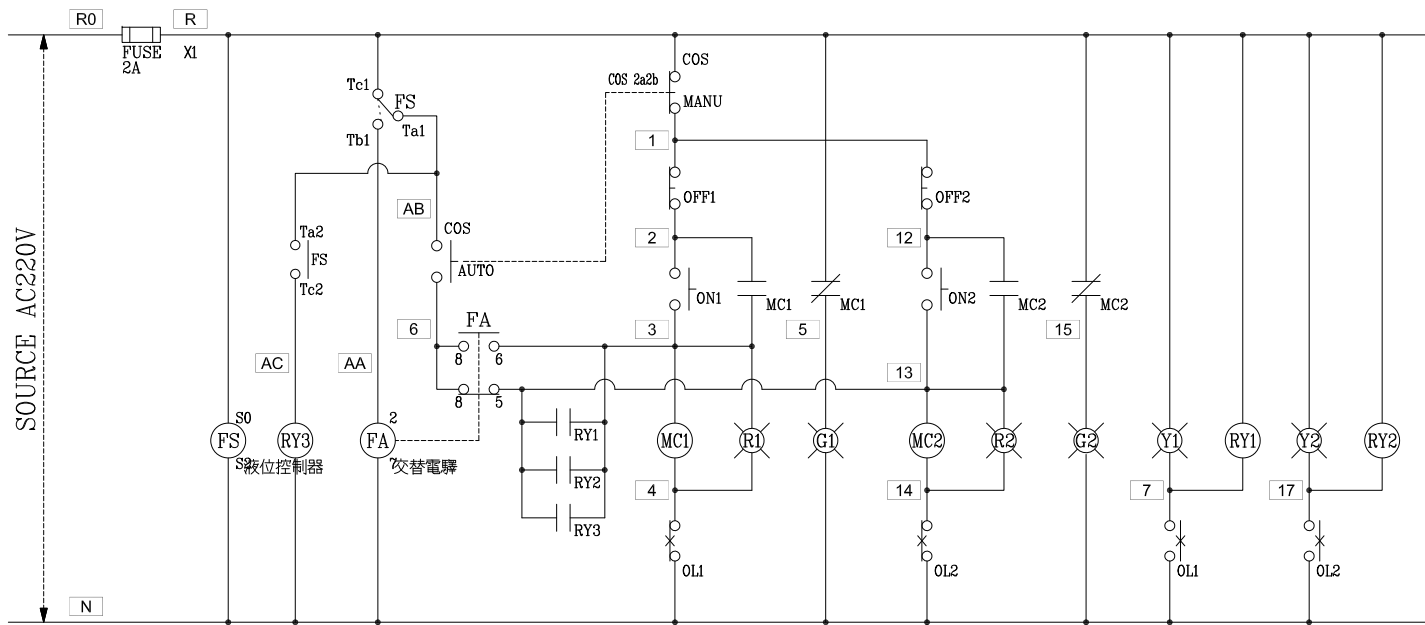 R0
R
FUSE
2A
X1
COS
COS 2a2b
MANU
Tc1
FS
Ta1
Tb1
1
OFF1
OFF2
AB
Ta2
FS
Tc2
COS
AUTO
2
12
ON1
MC1
MC1
ON2
MC2
MC2
SOURCE AC220V
6
FA
3
5
15
8
6
AC
AA
13
8
5
S0
2
FS
RY3
FA
RY1
MC1
R1
G1
MC2
R2
G2
Y1
RY1
Y2
RY2
S2
液位控制器
7
交替電驛
RY2
4
14
7
17
RY3
OL1
OL2
OL1
OL2
N